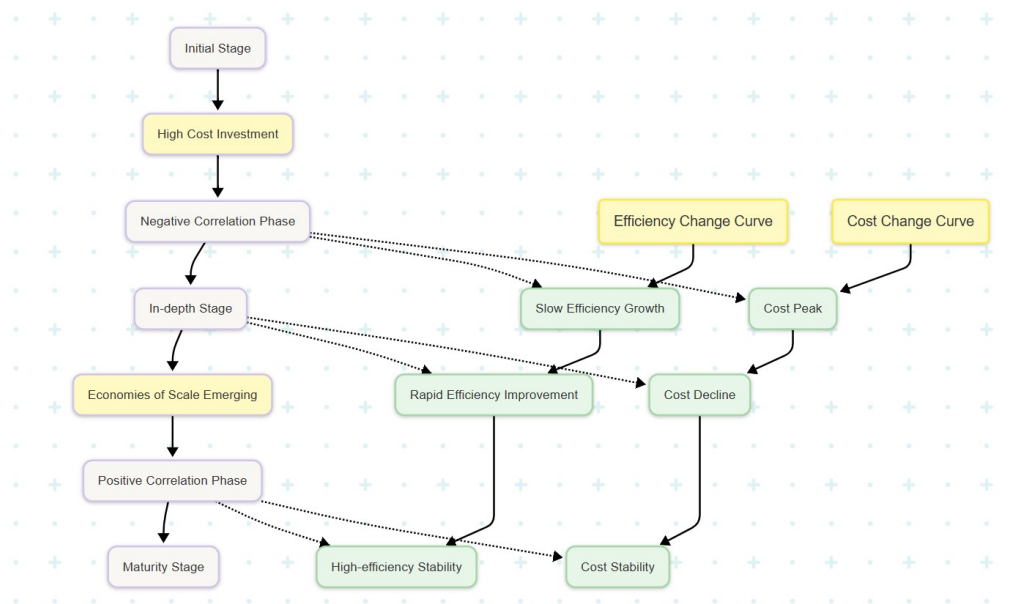 Initial Stage
High Cost Investment
Negative Correlation Phase
Efficiency Change Curve
Cost Change Curve
In-depth Stage
Slow Efficiency Growth
Cost Peak
Economies of Scale Emerging
Rapid Efficiency Improvement
Cost Decline
Positive Correlation Phase
Maturity Stage
High-efficiency Stability
Cost Stability